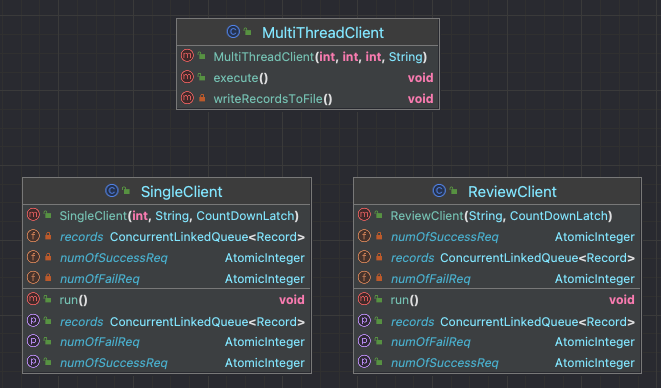 MultiThreadClient
MultiThreadClient(int, int, int, String)
execute() void
writeRecordsToFile() void
SingleClient
SingleClient(int, String, CountDownLatch)
records ConcurrentLinkedQueue<Record>
numOfSuccessReq AtomicInteger
numOfFailReq AtomicInteger
run() void
records ConcurrentLinkedQueue<Record>
numOfFailReq AtomicInteger
numOfSuccessReq AtomicInteger
ReviewClient
ReviewClient(String, CountDownLatch)
numOfSuccessReq AtomicInteger
records ConcurrentLinkedQueue<Record>
numOfFailReq AtomicInteger
run() void
records ConcurrentLinkedQueue<Record>
numOfFailReq AtomicInteger
numOfSuccessReq AtomicInteger